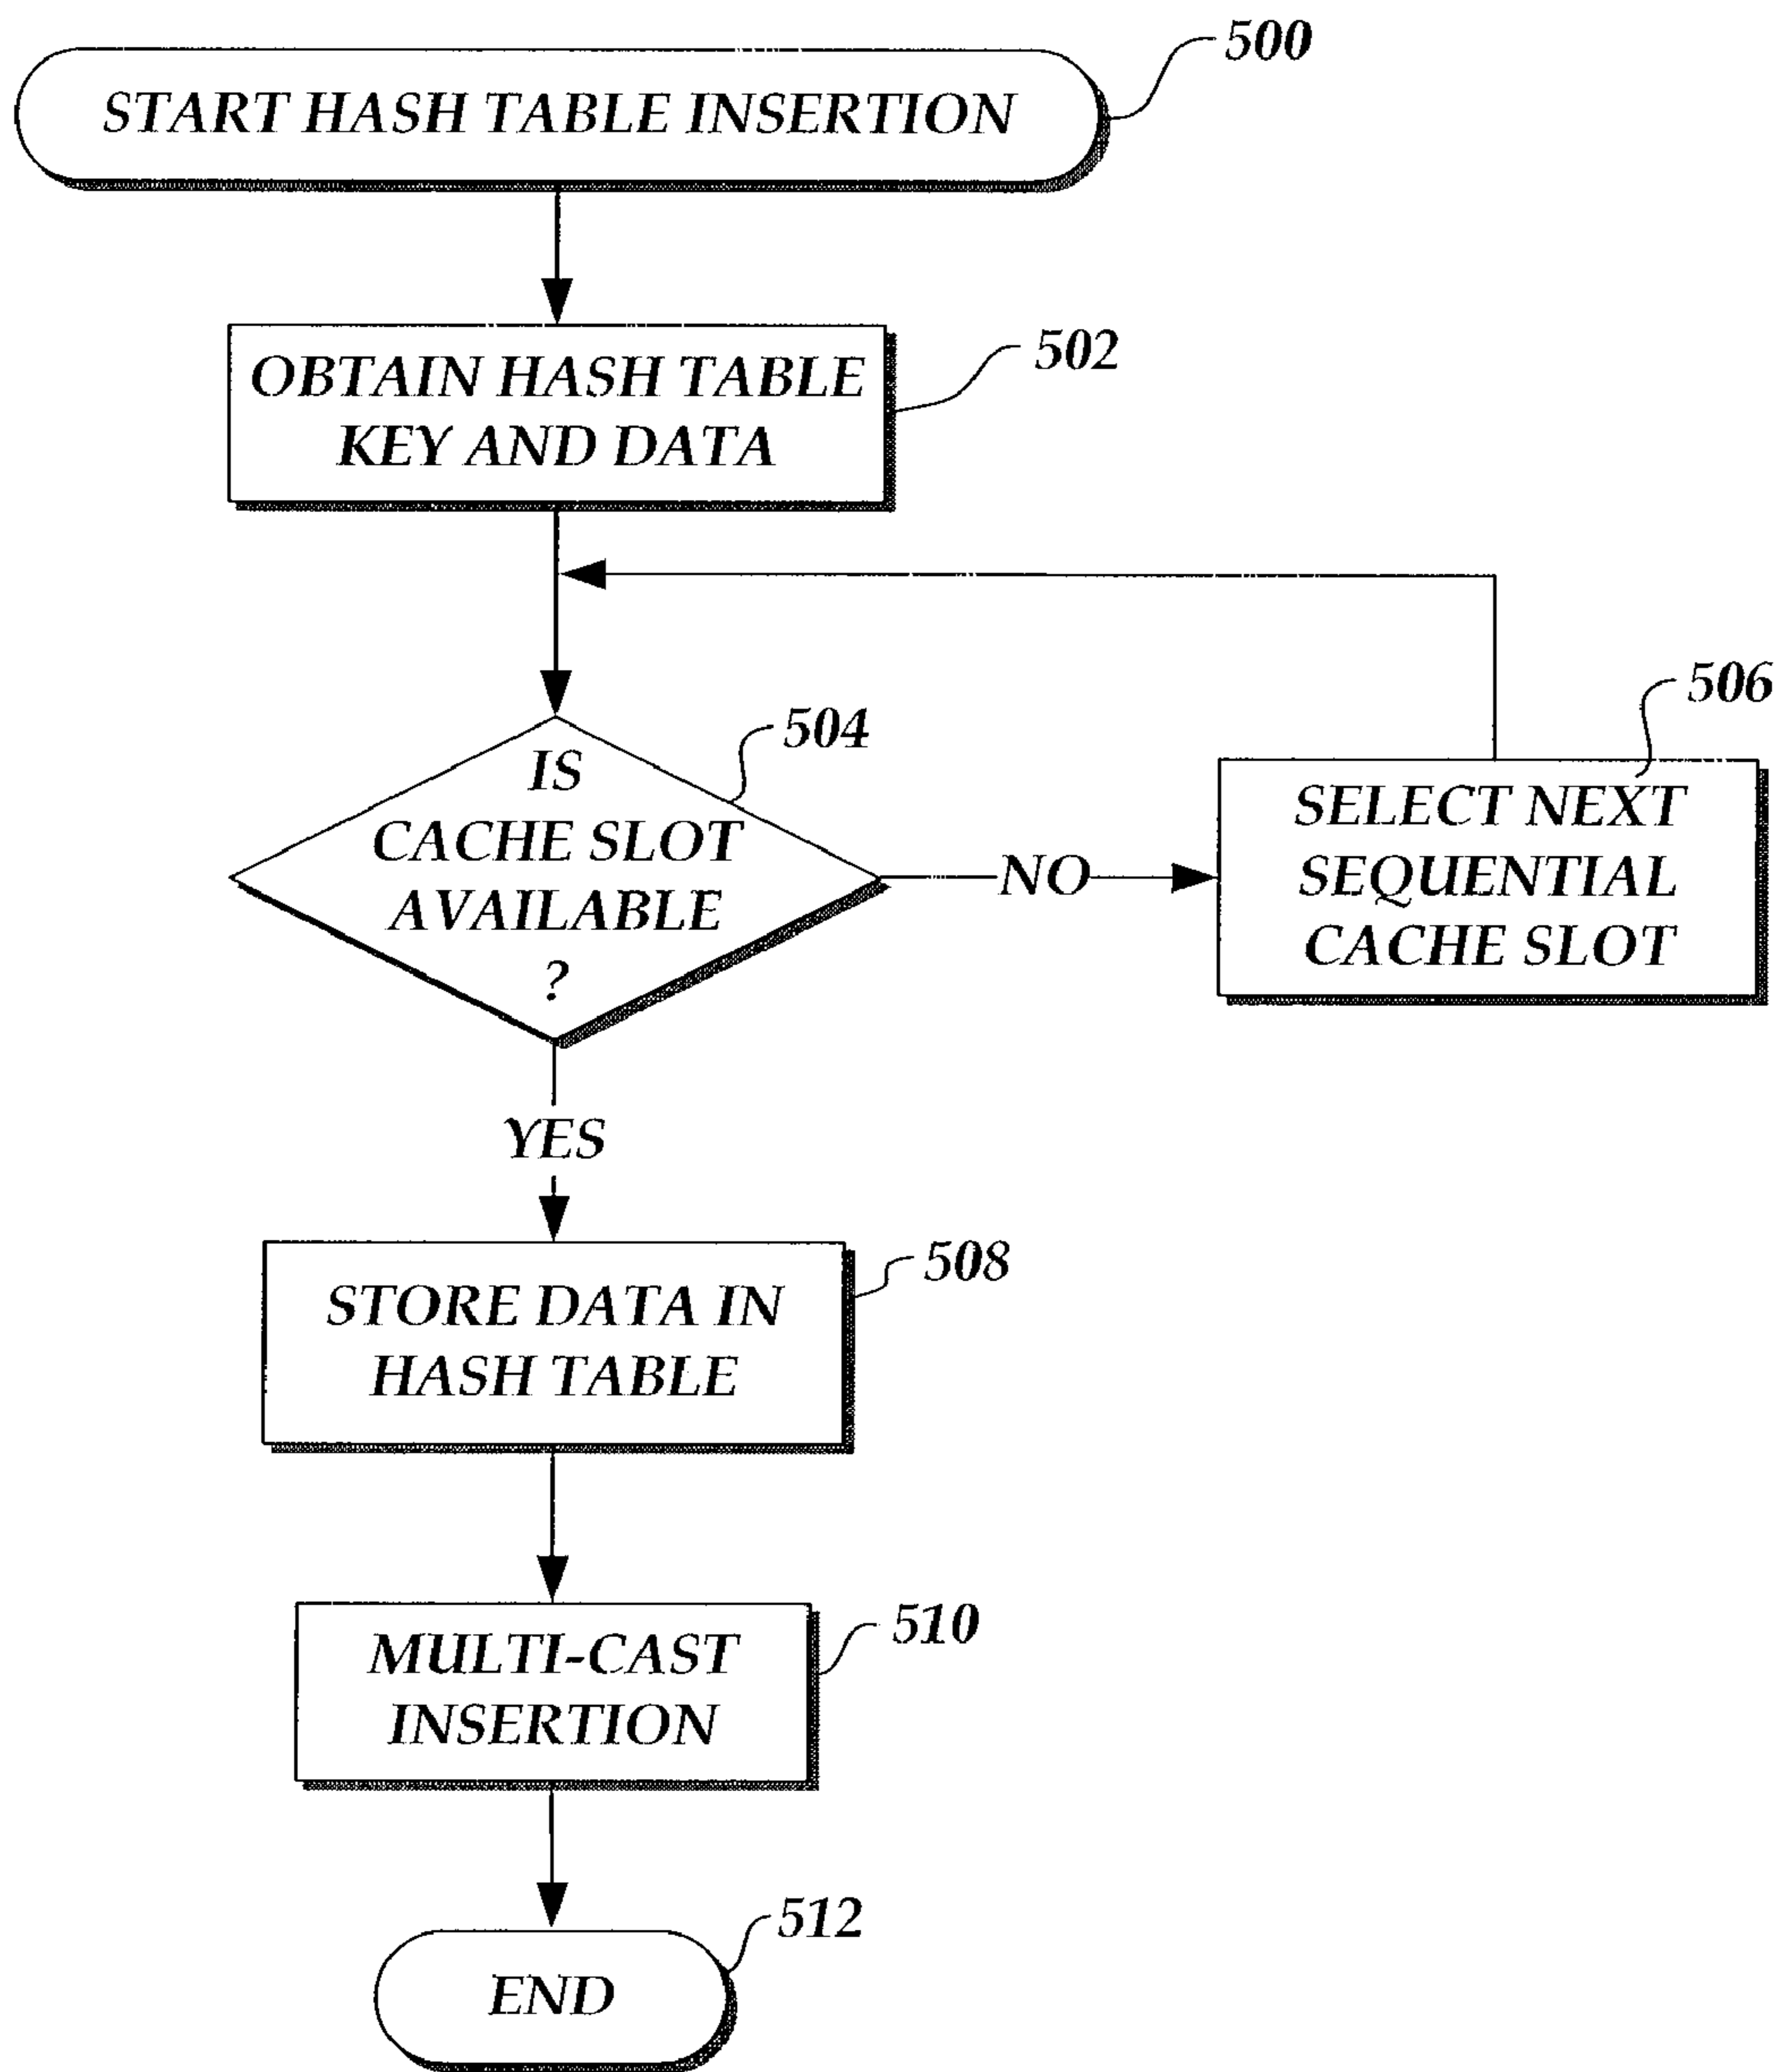 500
START HASH TABLE INSERTION
502
OBTAIN HASH TABLE
KEY AND DATA
504
IS
CACHE SLOT
AVAILABLE
?
NO
506
SELECT NEXT
SEQUENTIAL
CACHE SLOT
YES
508
STORE DATA IN
HASH TABLE
510
MULTI-CAST
INSERTION
512
END